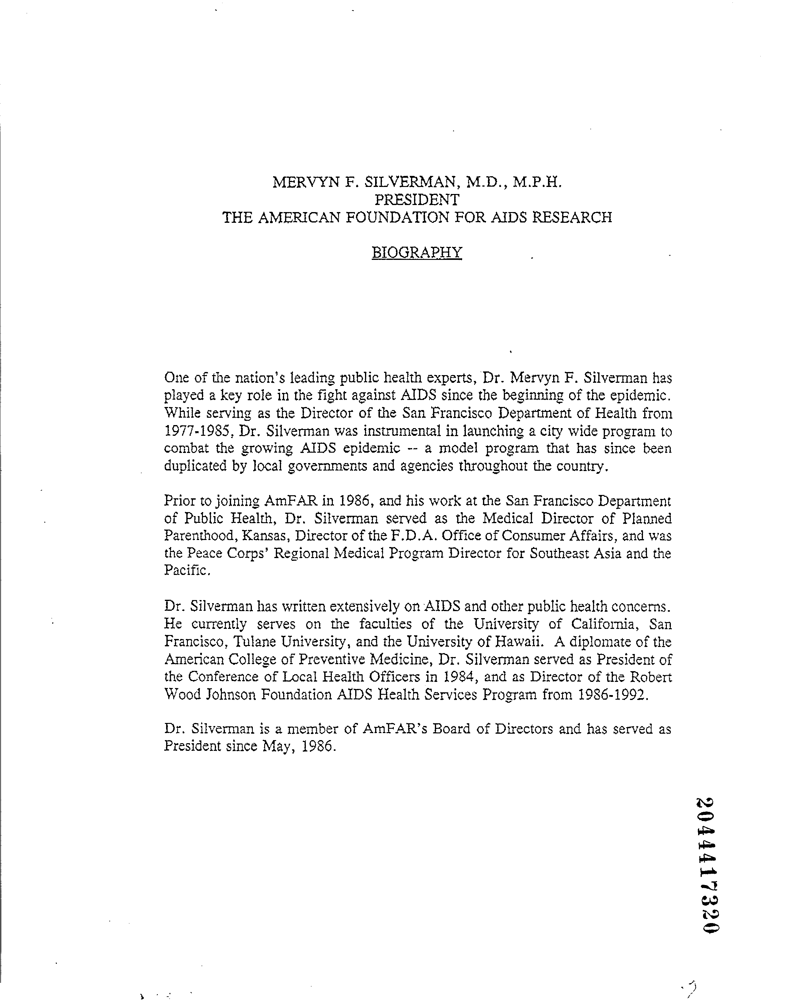 MERVYN F. SILVERMAN, M.D., M.P.H.
PRESIDENT
THE AMERICAN FOUNDATION FOR AIDS RESEARCH
BIOGRAPHY
One of the nation's leading public health experts, Dr. Mervyn F. Silverman has
played a key role in the fight against AIDS since the beginning of the epidemic.
While serving as the Director of the San Francisco Department of Health from
1977-1985, Dr. Silverman was instrumental in launching a city wide program to
combat the growing AIDS epidemic -- a model program that has since been
duplicated by local governments and agencies throughout the country.
Prior to joining AmFAR in 1986, and his work at the San Francisco Department
of Public Health, Dr. Silverman served as the Medical Director of Planned
Parenthood, Kansas, Director of the F.D.A. Office of Consumer Affairs, and was
the Peace Corps' Regional Medical Program Director for Southeast Asia and the
Pacific.
Dr. Silverman has written extensively on AIDS and other public health concerns.
He currently serves on the faculties of the University of California, San
Francisco, Tulane University, and the University of Hawaii. A diplomate of the
American College of Preventive Medicine, Dr. Silverman served as President of
the Conference of Local Health Officers in 1984, and as Director of the Robert
Wood Johnson Foundation AIDS Health Services Program from 1986-1992.
Dr. Silverman is a member of AmFAR's Board of Directors and has served as
President since May, 1986.
2044417320